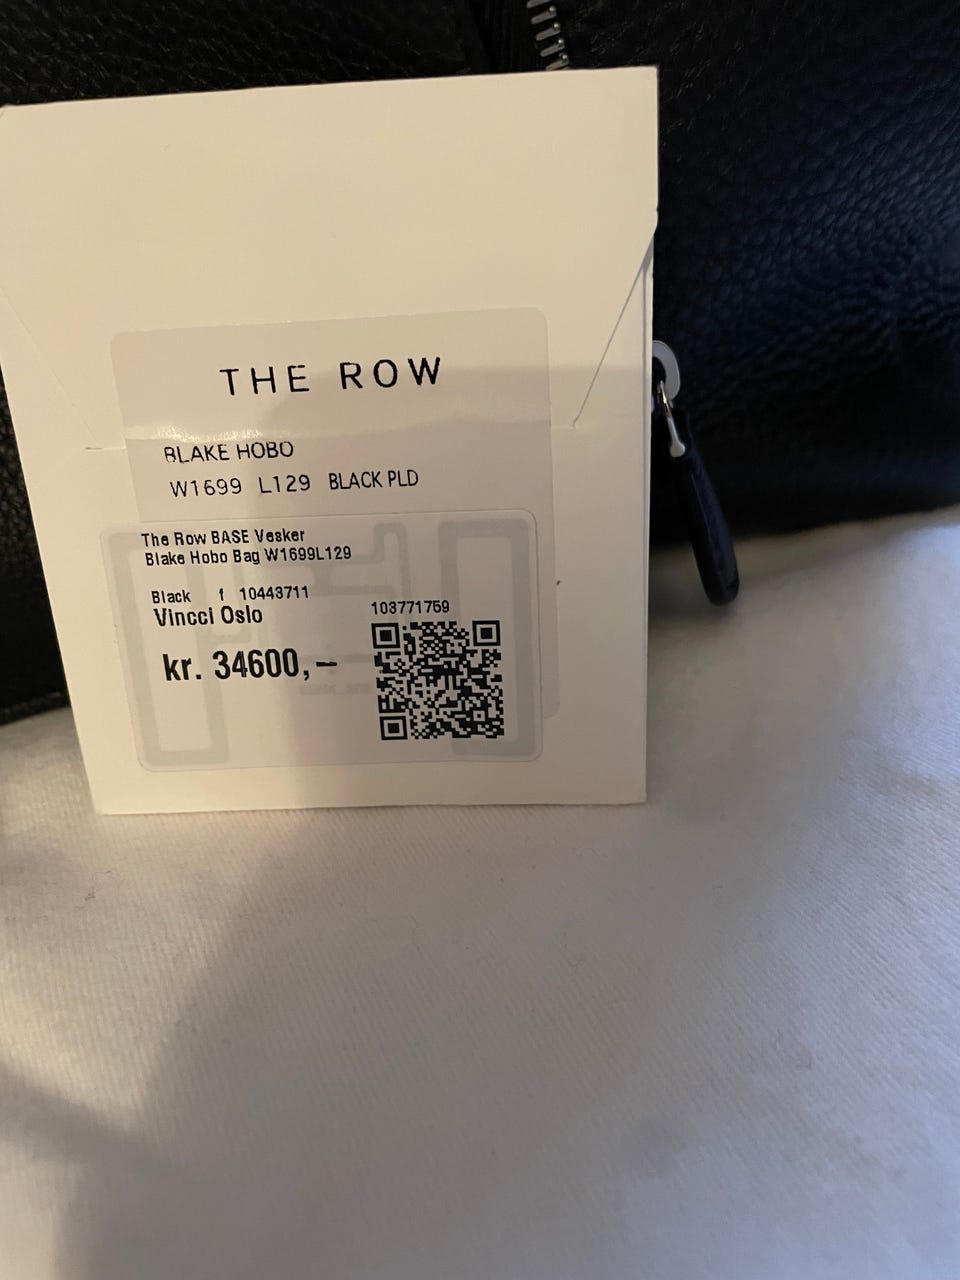 THE ROW
BLAKE HOBO
W1699 L129 BLACK PLD
The Row BASE Vesker
Blake Hobo Bag W1699L129
Black f 10443711
Vincci Oslo
103771759
kr. 34600,–